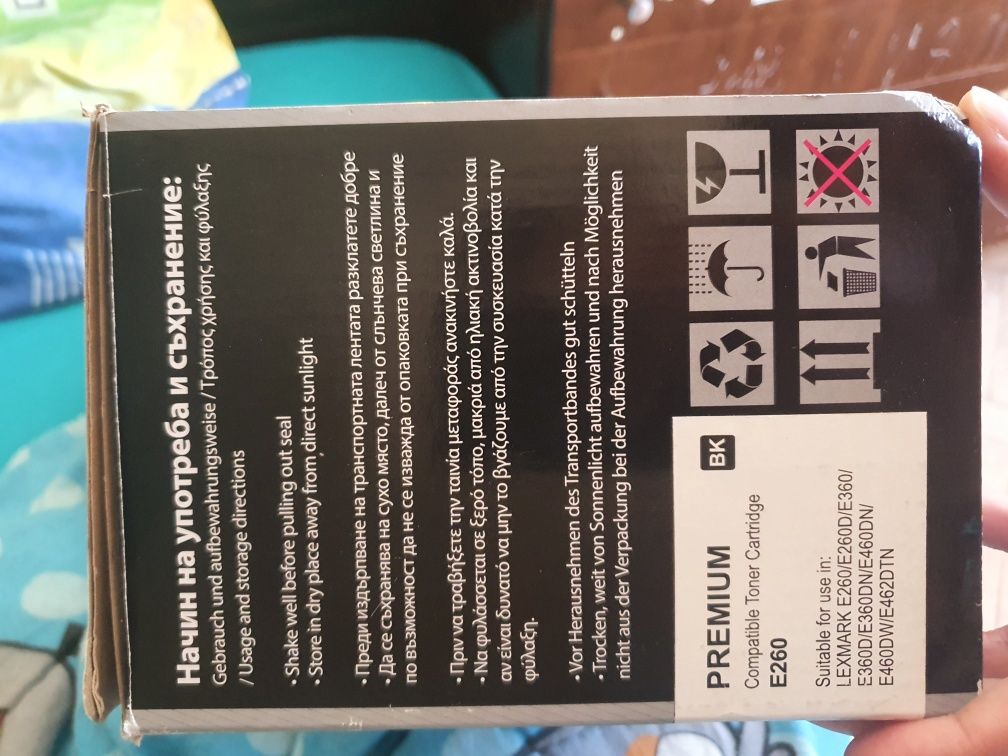 Начин на употреба и съхранение:
Gebrauch und aufbewahrungsweise / Τρόπος χρήσης και φύλαξης
/ Usage and storage directions
• Shake well before pulling out seal
• Store in dry place away from direct sunlight
• Преди издърпване на транспортната лентата разклатете добре
• Да се съхранява на сухо място, далеч от слънчева светлина и
по възможност да не се изважда от опаковката при съхранение
• Πριν να τραβήξετε την ταινία μεταφοράς ανακινήστε καλά.
• Να φυλάσσεται σε ξερό τόπο, μακριά από ηλιακή ακτινοβολία και
αν είναι δυνατό να μην το βγάζουμε από την συσκευασία κατά την
φύλαξη.
• Vor Herausnehmen des Transportbandes gut schütteln
• Trocken, weit von Sonnenlicht aufbewahren und nach Möglichkeit
nicht aus der Verpackung bei der Aufbewahrung herausnehmen
PREMIUM BK
Compatible Toner Cartridge
E260
Suitable for use in:
LEXMARK E260/E260D/E360/
E360D/E360DN/E460DN/
E460DW/E462DTN